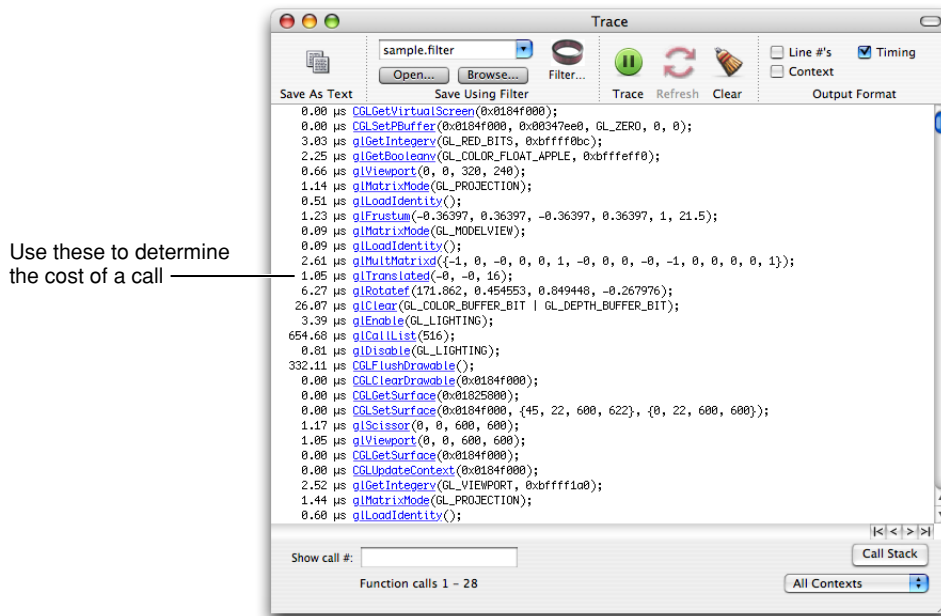 Trace
sample.filter
Open... Browse... Filter...
Save As Text Save Using Filter Trace Refresh Clear
Line #'s Timing
Context
Output Format
0.00 µs CGLGetVirtualScreen(0x0184f000);
0.00 µs CGLSetPBuffer(0x0184f000, 0x00347ee0, GL_ZERO, 0, 0);
3.03 µs glGetIntegerv(GL_RED_BITS, 0xbffff0bc);
2.25 µs glGetBooleanv(GL_COLOR_FLOAT_APPLE, 0xbfffeff0);
0.66 µs glViewport(0, 0, 320, 240);
1.14 µs glMatrixMode(GL_PROJECTION);
0.51 µs glLoadIdentity();
1.23 µs glFrustum(-0.36397, 0.36397, -0.36397, 0.36397, 1, 21.5);
0.09 µs glMatrixMode(GL_MODELVIEW);
0.09 µs glLoadIdentity();
2.61 µs glMultMatrixd({-1, 0, -0, 0, 0, 1, -0, 0, 0, -0, -1, 0, 0, 0, 0, 1});
1.05 µs glTranslated(-0, -0, 16);
6.27 µs glRotatef(171.862, 0.454553, 0.849448, -0.267976);
26.07 µs glClear(GL_COLOR_BUFFER_BIT | GL_DEPTH_BUFFER_BIT);
3.39 µs glEnable(GL_LIGHTING);
654.68 µs glCallList(516);
0.81 µs glDisable(GL_LIGHTING);
332.11 µs CGLFlushDrawable();
0.00 µs CGLClearDrawable(0x0184f000);
0.00 µs CGLGetSurface(0x01825800);
0.00 µs CGLSetSurface(0x0184f000, {45, 22, 600, 622}, {0, 22, 600, 600});
1.17 µs glScissor(0, 0, 600, 600);
1.05 µs glViewport(0, 0, 600, 600);
0.00 µs CGLGetSurface(0x0184f000);
0.00 µs CGLUpdateContext(0x0184f000);
2.52 µs glGetIntegerv(GL_VIEWPORT, 0xbffff1a0);
1.44 µs glMatrixMode(GL_PROJECTION);
0.60 µs glLoadIdentity();
Use these to determine
the cost of a call
Show call #:
Call Stack
Function calls 1 - 28
All Contexts